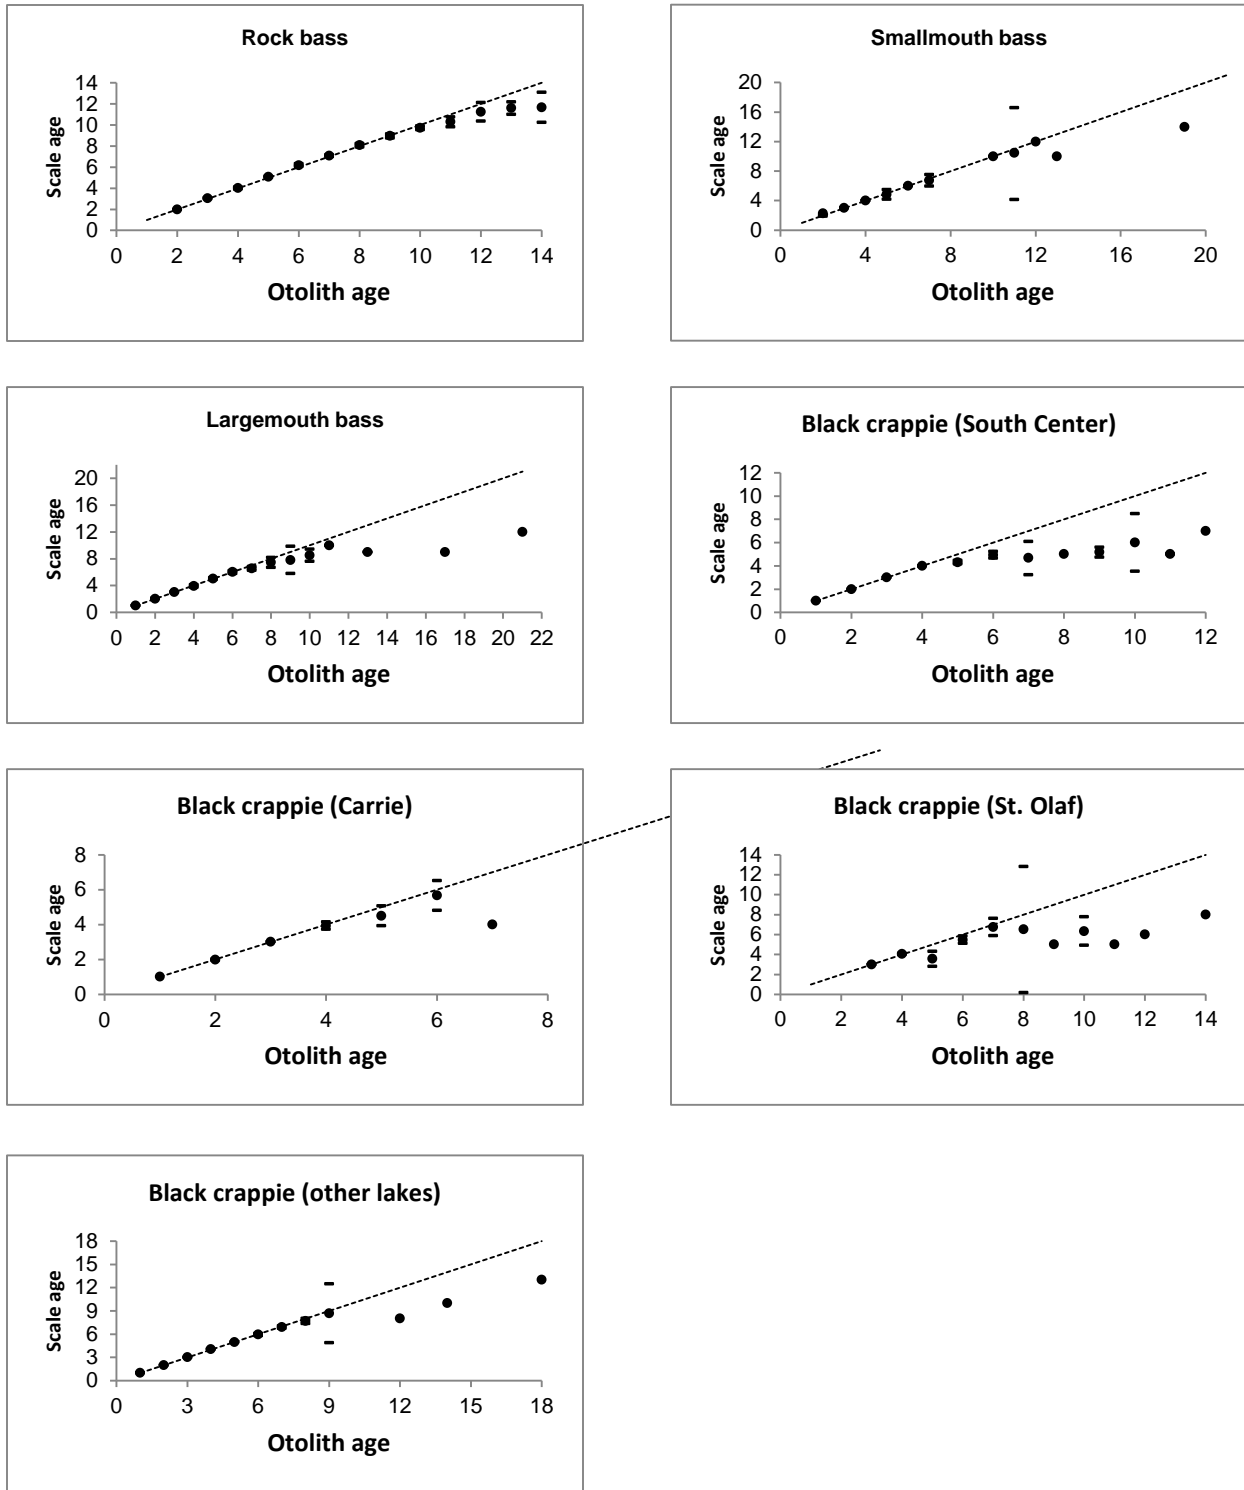 Rock bass
14
12
10
8
6
4
2
0
Scale age
0 2 4 6 8 10 12 14
Otolith age
Smallmouth bass
20
16
12
8
4
0
Scale age
0 4 8 12 16 20
Otolith age
Largemouth bass
20
16
12
8
4
0
Scale age
0 2 4 6 8 10 12 14 16 18 20 22
Otolith age
Black crappie (South Center)
12
10
8
6
4
2
0
Scale age
0 2 4 6 8 10 12
Otolith age
Black crappie (Carrie)
8
6
4
2
0
Scale age
0 2 4 6 8
Otolith age
Black crappie (St. Olaf)
14
12
10
8
6
4
2
0
Scale age
0 2 4 6 8 10 12 14
Otolith age
Black crappie (other lakes)
18
15
12
9
6
3
0
Scale age
0 3 6 9 12 15 18
Otolith age